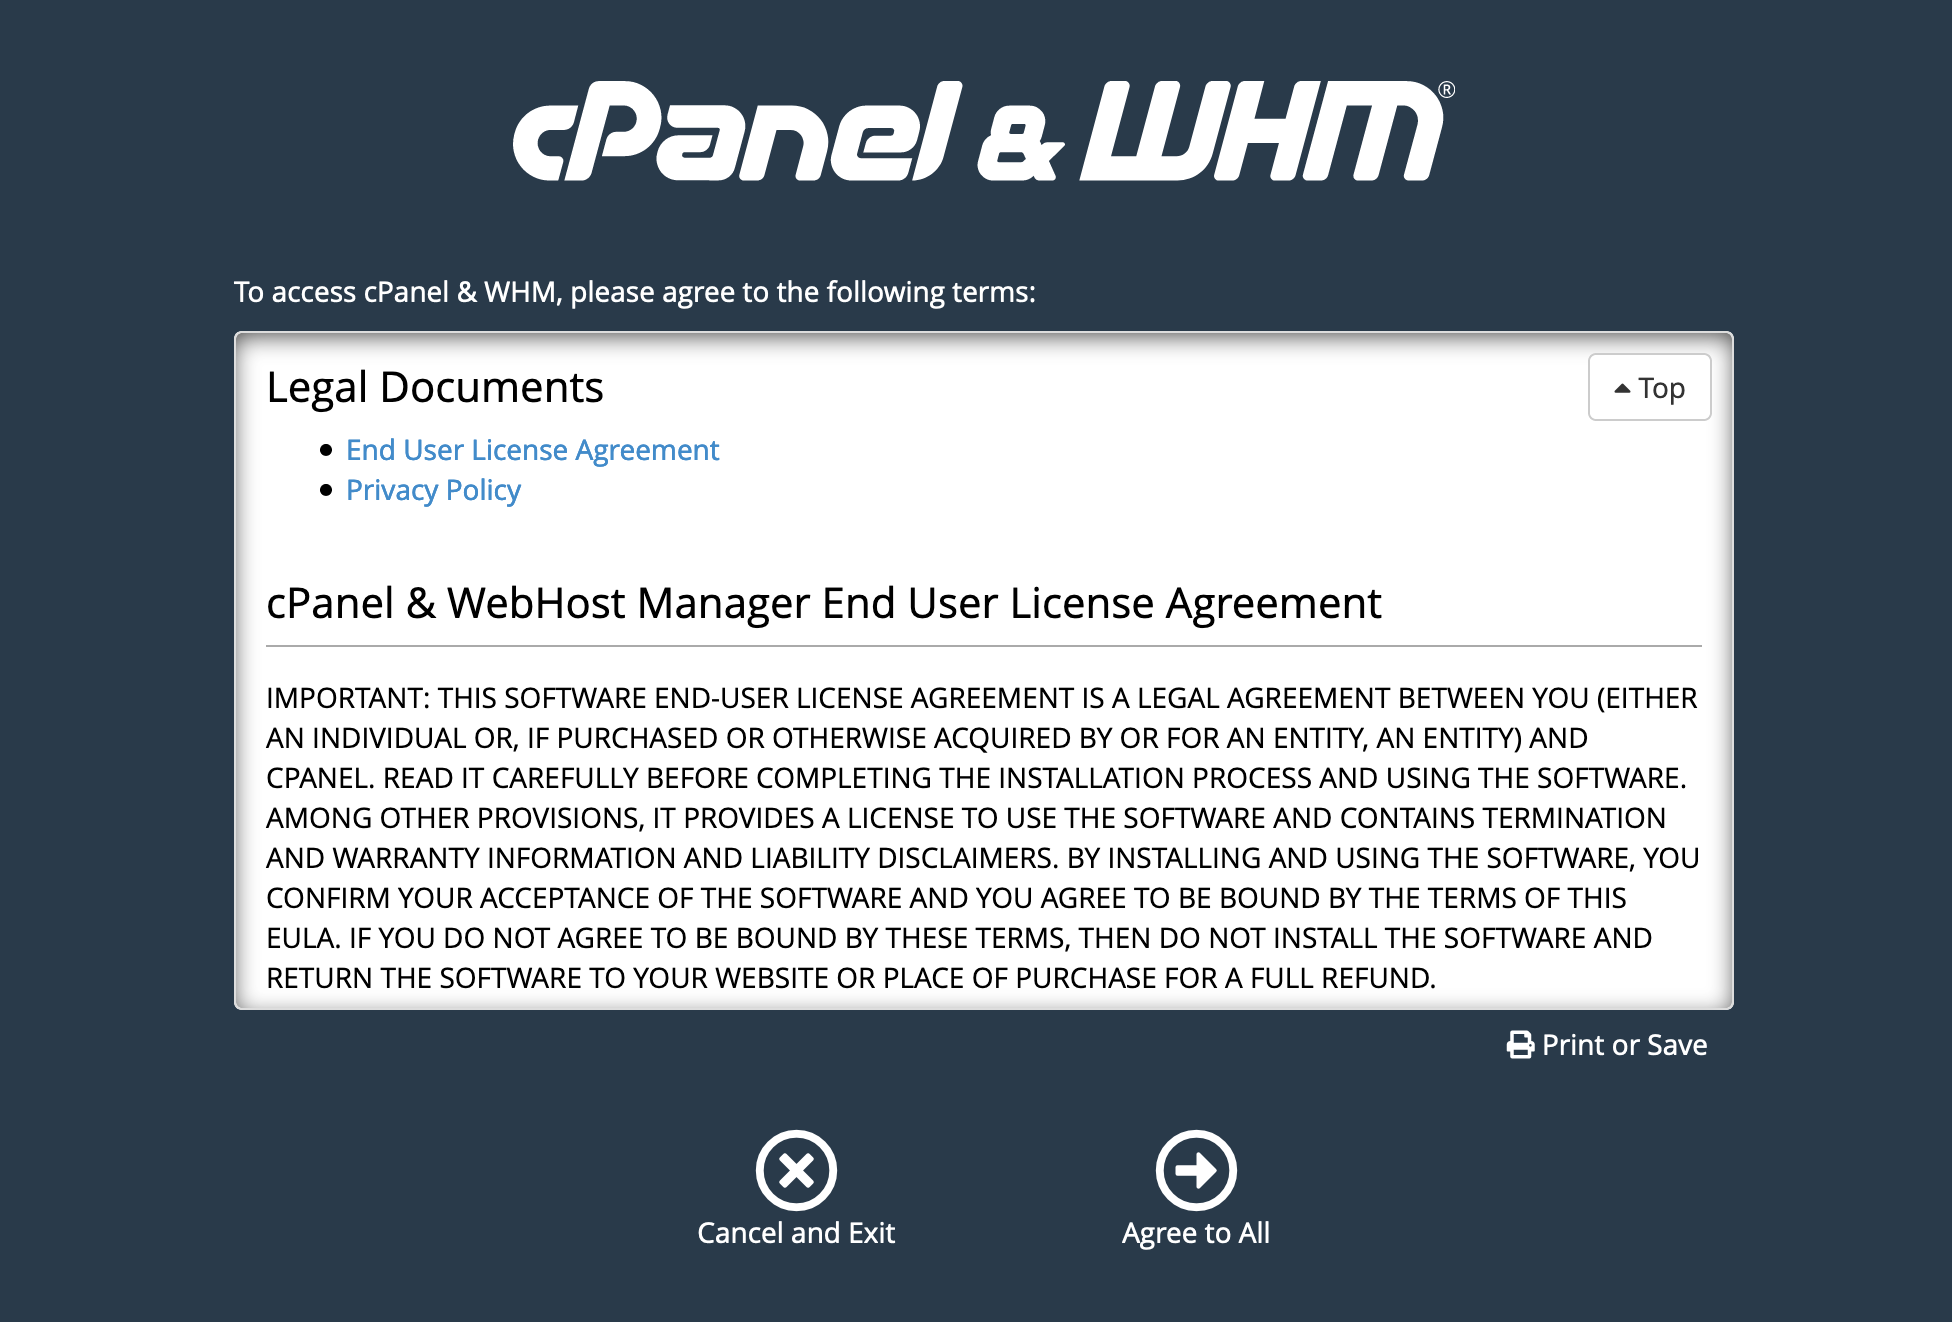 cPanel & WHM®
To access cPanel & WHM, please agree to the following terms:
Legal Documents
Top
End User License Agreement
Privacy Policy
cPanel & WebHost Manager End User License Agreement
IMPORTANT: THIS SOFTWARE END-USER LICENSE AGREEMENT IS A LEGAL AGREEMENT BETWEEN YOU (EITHER
AN INDIVIDUAL OR, IF PURCHASED OR OTHERWISE ACQUIRED BY OR FOR AN ENTITY, AN ENTITY) AND
CPANEL. READ IT CAREFULLY BEFORE COMPLETING THE INSTALLATION PROCESS AND USING THE SOFTWARE.
AMONG OTHER PROVISIONS, IT PROVIDES A LICENSE TO USE THE SOFTWARE AND CONTAINS TERMINATION
AND WARRANTY INFORMATION AND LIABILITY DISCLAIMERS. BY INSTALLING AND USING THE SOFTWARE, YOU
CONFIRM YOUR ACCEPTANCE OF THE SOFTWARE AND YOU AGREE TO BE BOUND BY THE TERMS OF THIS
EULA. IF YOU DO NOT AGREE TO BE BOUND BY THESE TERMS, THEN DO NOT INSTALL THE SOFTWARE AND
RETURN THE SOFTWARE TO YOUR WEBSITE OR PLACE OF PURCHASE FOR A FULL REFUND.
Print or Save
Cancel and Exit
Agree to All